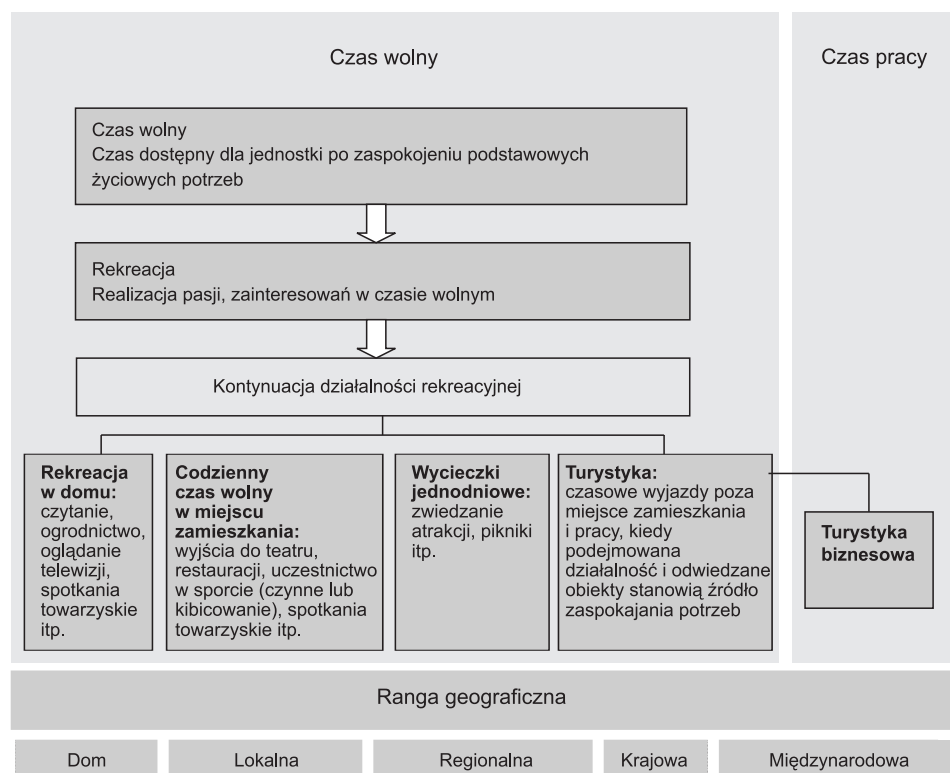 Czas wolny
Czas pracy
Czas wolny
Czas dostępny dla jednostki po zaspokojeniu podstawowych
życiowych potrzeb
Rekreacja
Realizacja pasji, zainteresowań w czasie wolnym
Kontynuacja działalności rekreacyjnej
Rekreacja
w domu:
czytanie,
ogrodnictwo,
oglądanie
telewizji,
spotkania
towarzyskie
itp.
Codzienny
czas wolny
w miejscu
zamieszkania:
wyjścia do teatru,
restauracji, uczestnictwo
w sporcie (czynne lub
kibicowanie), spotkania
towarzyskie itp.
Wycieczki
jednodniowe:
zwiedzanie
atrakcji, pikniki
itp.
Turystyka:
czasowe wyjazdy poza
miejsce zamieszkania
i pracy, kiedy
podejmowana
działalność i odwiedzane
obiekty stanowią źródło
zaspokajania potrzeb
Turystyka
biznesowa
Ranga geograficzna
Dom
Lokalna
Regionalna
Krajowa
Międzynarodowa